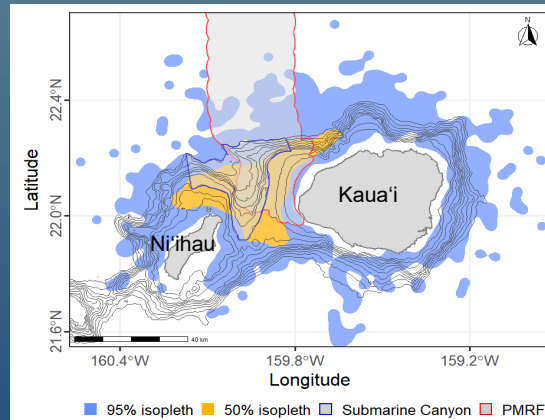 N
22.4°N
Latitude
22.0°N
Kauaʻi
Niʻihau
21.6°N
40 km
160.4°W 159.8°W 159.2°W
Longitude
95% isopleth 50% isopleth Submarine Canyon PMRF